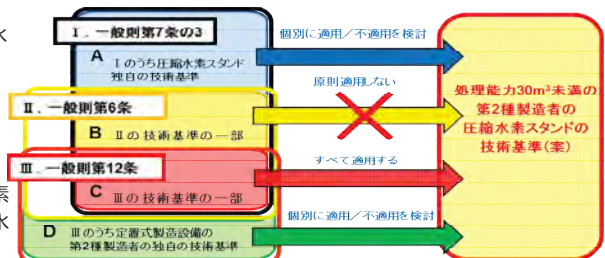 水
Ⅰ．一般則第7条の3
A Ⅰのうち圧縮水素スタンド
独自の技術基準
個別に適用／不適用を検討
Ⅱ．一般則第6条
B Ⅱの技術基準の一部
原則適用しない
Ⅲ．一般則第12条
C Ⅲの技術基準の一部
すべて適用する
素
水
D Ⅲのうち定置式製造設備の
第2種製造者の独自の技術基準
個別に適用／不適用を検討
処理能力30m³未満の
第2種製造者の
圧縮水素スタンドの
技術基準(案)